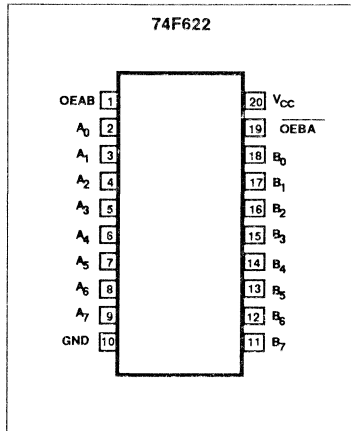 74F622
OEAB 1 20 VCC
A0 2 19 OEBA
A1 3 18 B0
A2 4 17 B1
A3 5 16 B2
A4 6 15 B3
A5 7 14 B4
A6 8 13 B5
A7 9 12 B6
GND 10 11 B7